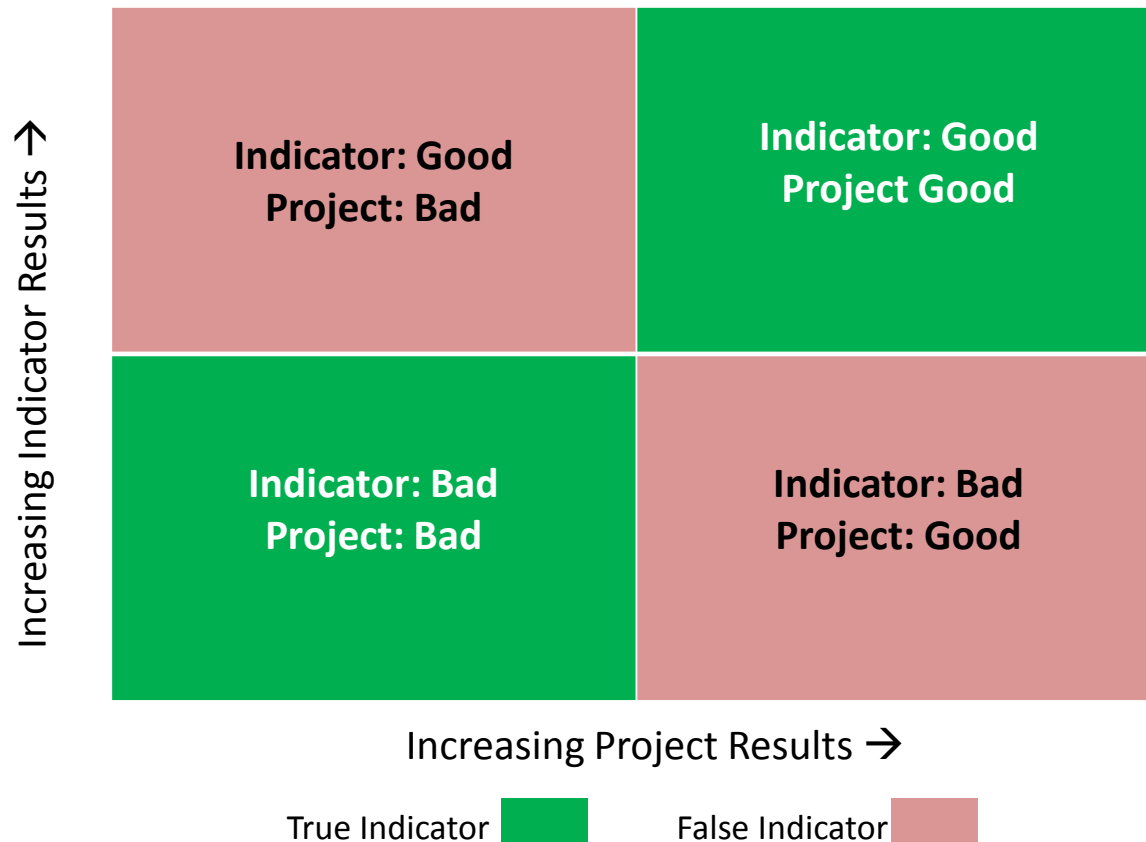 Increasing Indicator Results →
Indicator: Good
Project: Bad
Indicator: Good
Project Good
Indicator: Bad
Project: Bad
Indicator: Bad
Project: Good
Increasing Project Results →
True Indicator
False Indicator